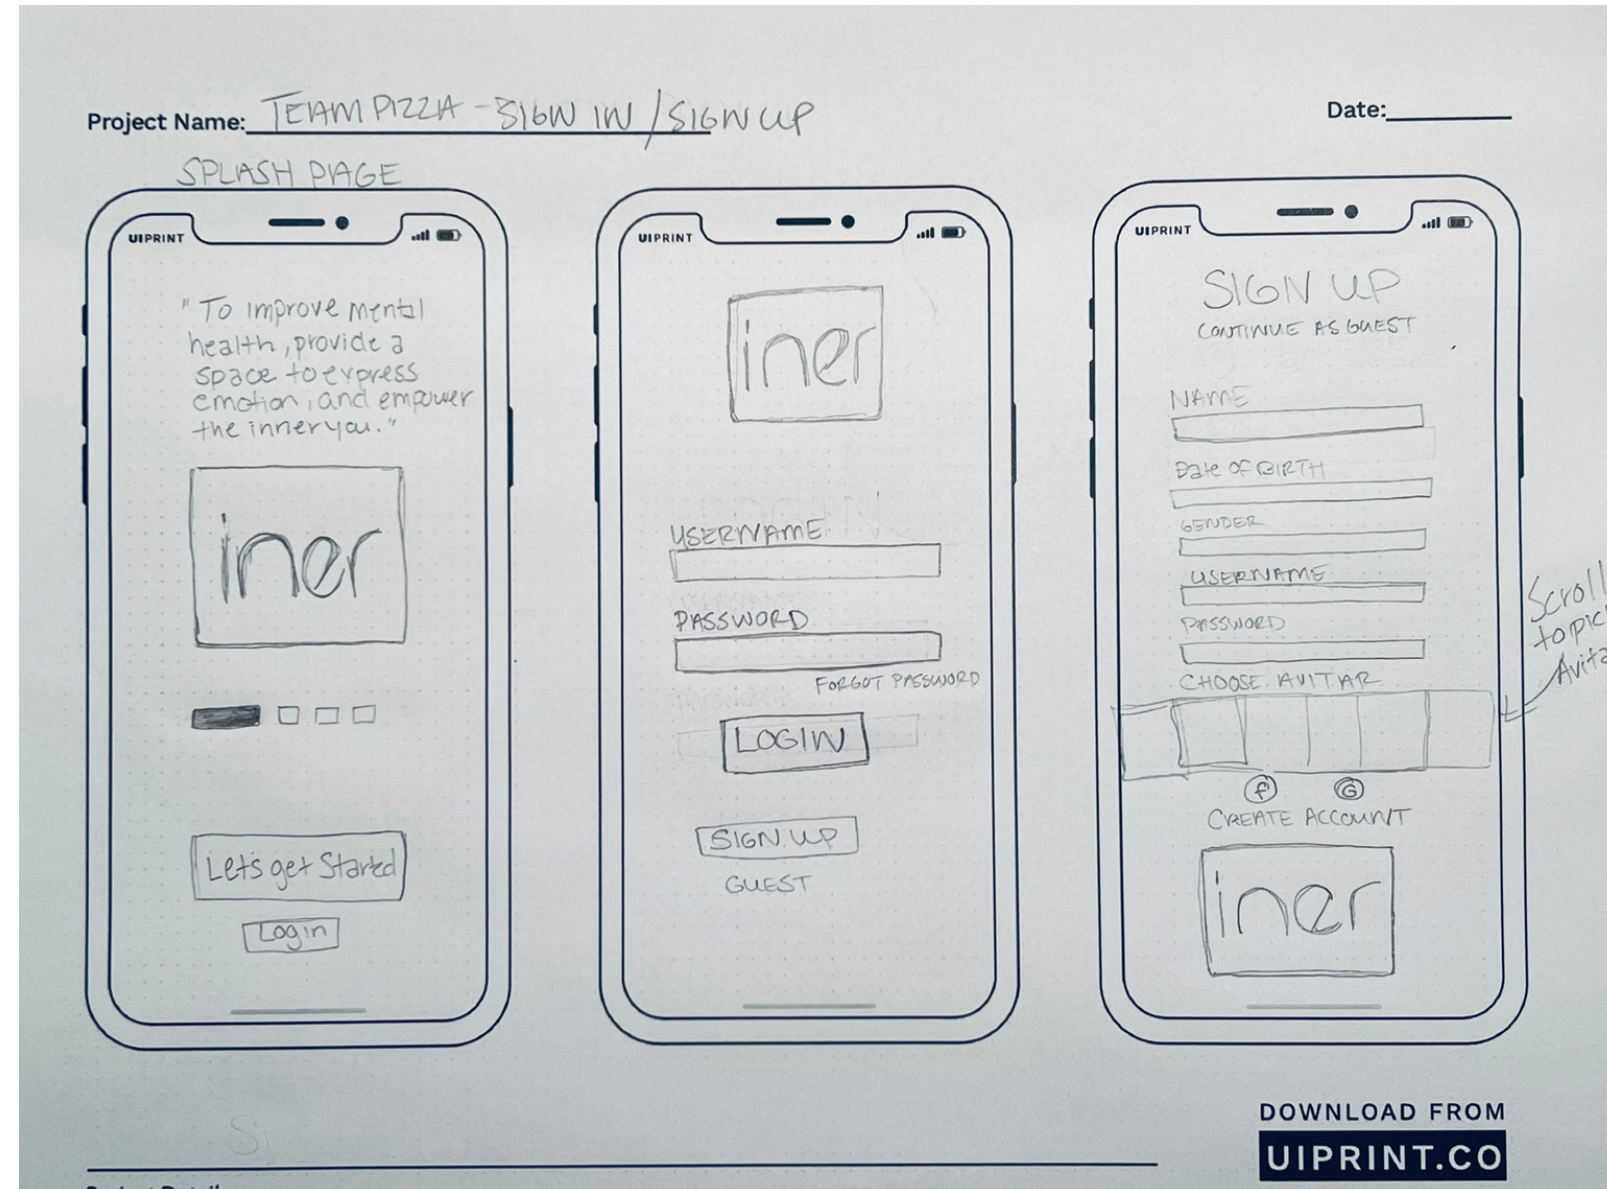 Project Name: TEAM PIZZA - SIGN IN / SIGN UP
Date:
SPLASH PAGE
UIPRINT
"To improve mental
health, provide a
space to express
emotion, and empower
the inner you."
iner
Let's get Started
Login
UIPRINT
iner
USERNAME
PASSWORD
FORGOT PASSWORD
LOGIN
SIGN UP
GUEST
UIPRINT
SIGN UP
CONTINUE AS GUEST
NAME
Date OF BIRTH
GENDER
USERNAME
PASSWORD
CHOOSE AVITAR
f G
CREATE ACCOUNT
iner
Scroll
to pic
Avita
DOWNLOAD FROM
UIPRINT.CO